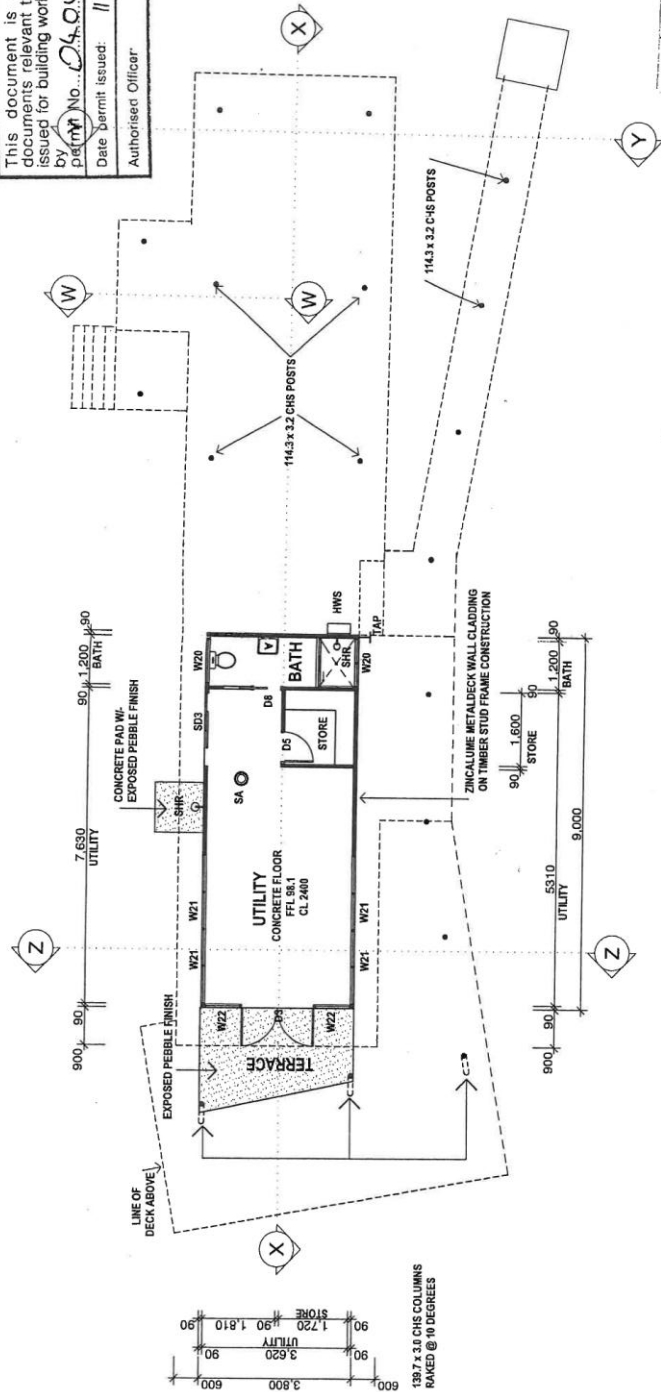 This document is
documents relevant t
issued for building wor
by
permit No.
Date permit issued: 11
Authorised Officer
X
Y
W
W
114.3 x 3.2 CHS POSTS
114.3 x 3.2 CHS POSTS
Y
90 1,200 90
BATH
7,630
UTILITY
90
900
CONCRETE PAD W/-
EXPOSED PEBBLE FINISH
Z
EXPOSED PEBBLE FINISH
LINE OF
DECK ABOVE
W21 W21
SHR
SD3
W20
SA
D8
BATH
SHR
HWS
TAP
D5
STORE
UTILITY
CONCRETE FLOOR
FFL 98.1
CL 2400
W22
W22
TERRACE
W21 W21
W20
ZINCALUME METALDECK WALL CLADDING
ON TIMBER STUD FRAME CONSTRUCTION
X
Z
900 90
5310
UTILITY
90 1,600
STORE
90 1,200 90
BATH
9,000
600 3,800 600
90 3,620 90
UTILITY
90 1,720 90 1,810 90
STORE
139.7 x 3.0 CHS COLUMNS
RAKED @ 10 DEGREES